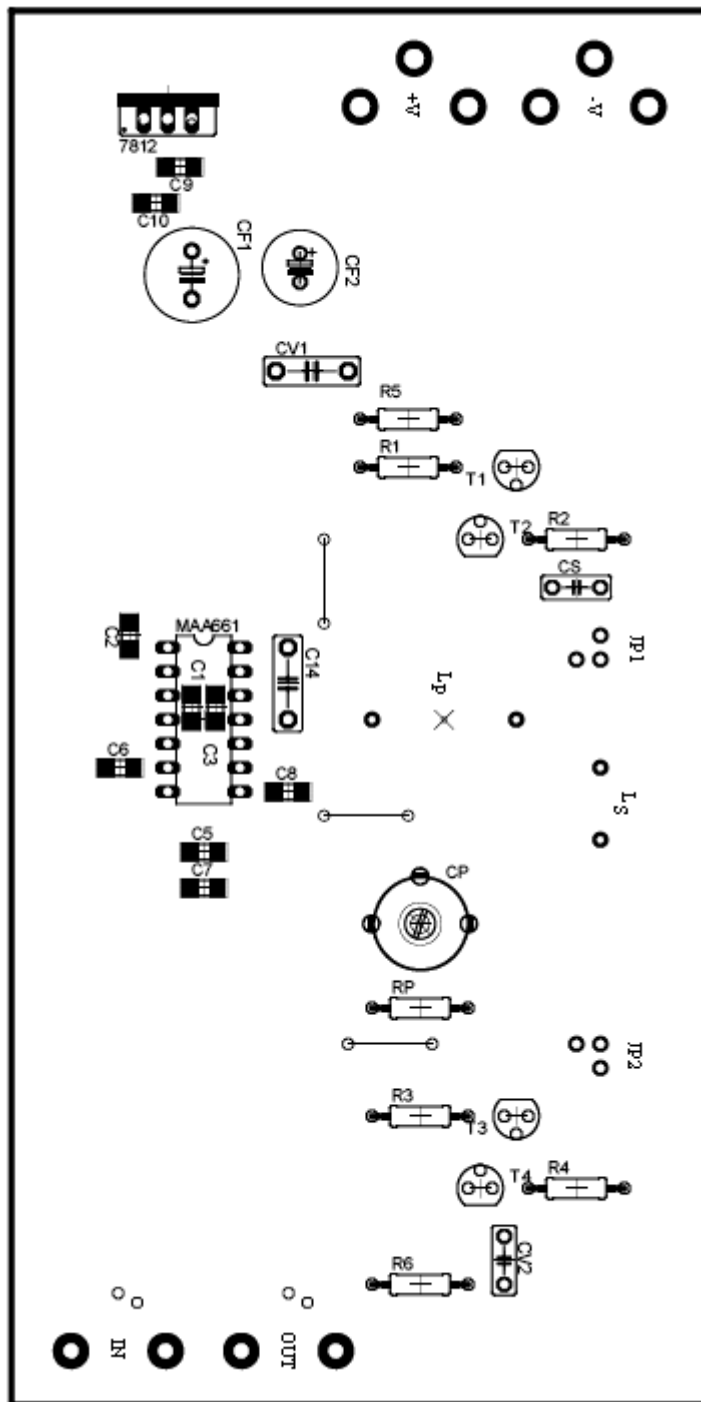 +V
-V
7812
C9
C10
CF1
CF2
CV1
R5
R1
T1
T2
R2
CS
C2
MAA661
C14
JP1
C1
Lp
C3
C6
C8
LS
C5
C7
CP
RP
JP2
R3
T3
T4
R4
R6
CV2
IN
OUT